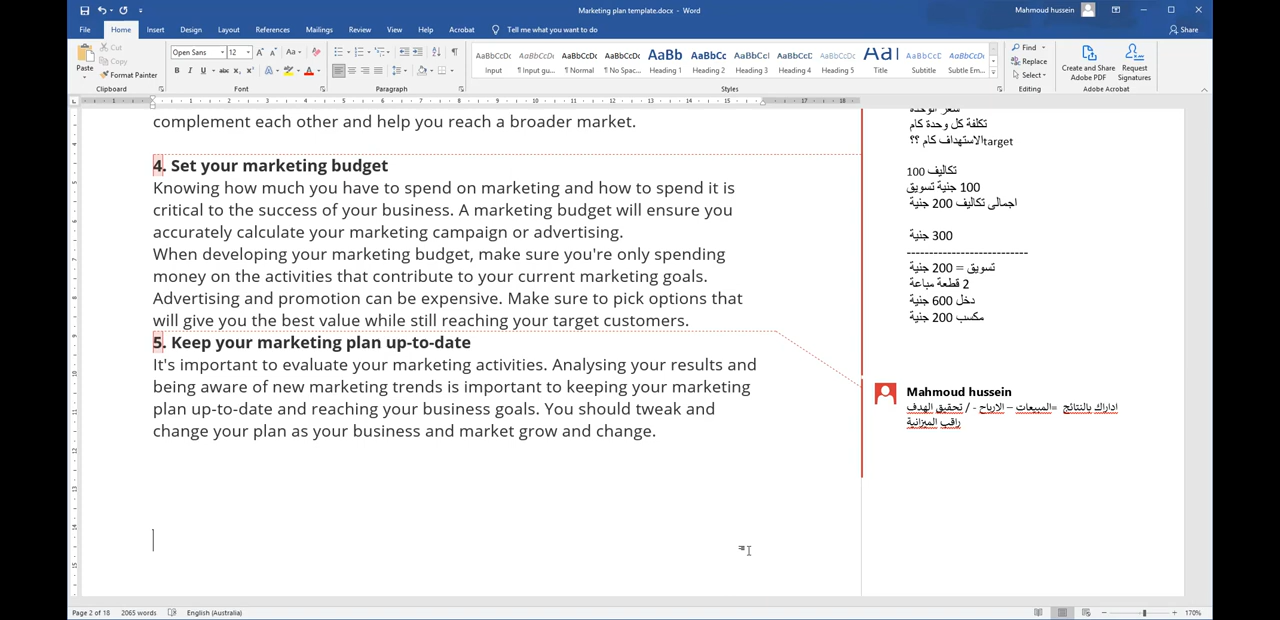 Marketing plan template.docx - Word
Mahmoud hussein
File Home Insert Design Layout References Mailings Review View Help Acrobat Tell me what you want to do Share
Paste
Cut
Copy
Format Painter
Clipboard
Open Sans 12
Font
Paragraph
AaBbCcDc AaBbCcDc AaBbCcDc AaBbCcDc AaBb AaBbCc AaBbCcI AaBbCcL AaBbCcDc AaI AaBbCcD AaBbCcDc
Input ¶ Input gu... ¶ Normal ¶ No Spac... Heading 1 Heading 2 Heading 3 Heading 4 Heading 5 Title Subtitle Subtle Em...
Styles
Find
Replace
Select
Editing
Create and Share
Adobe PDF
Request
Signatures
Adobe Acrobat
complement each other and help you reach a broader market.
4. Set your marketing budget
Knowing how much you have to spend on marketing and how to spend it is
critical to the success of your business. A marketing budget will ensure you
accurately calculate your marketing campaign or advertising.
When developing your marketing budget, make sure you're only spending
money on the activities that contribute to your current marketing goals.
Advertising and promotion can be expensive. Make sure to pick options that
will give you the best value while still reaching your target customers.
5. Keep your marketing plan up-to-date
It's important to evaluate your marketing activities. Analysing your results and
being aware of new marketing trends is important to keeping your marketing
plan up-to-date and reaching your business goals. You should tweak and
change your plan as your business and market grow and change.
سعر الوحدة
تكلفة كل وحدة كام
target الاستهداف كام ؟؟
تكاليف 100
100 جنية تسويق
اجمالى تكاليف 200 جنية
300 جنية
----------------------------
تسويق = 200 جنية
2 قطعة مباعة
دخل 600 جنية
مكسب 200 جنية
Mahmoud hussein
اداراك بالنتائج = المبيعات – الارباح - / تحقيق الهدف
راقب الميزانية
Page 2 of 18 2065 words English (Australia) 170%